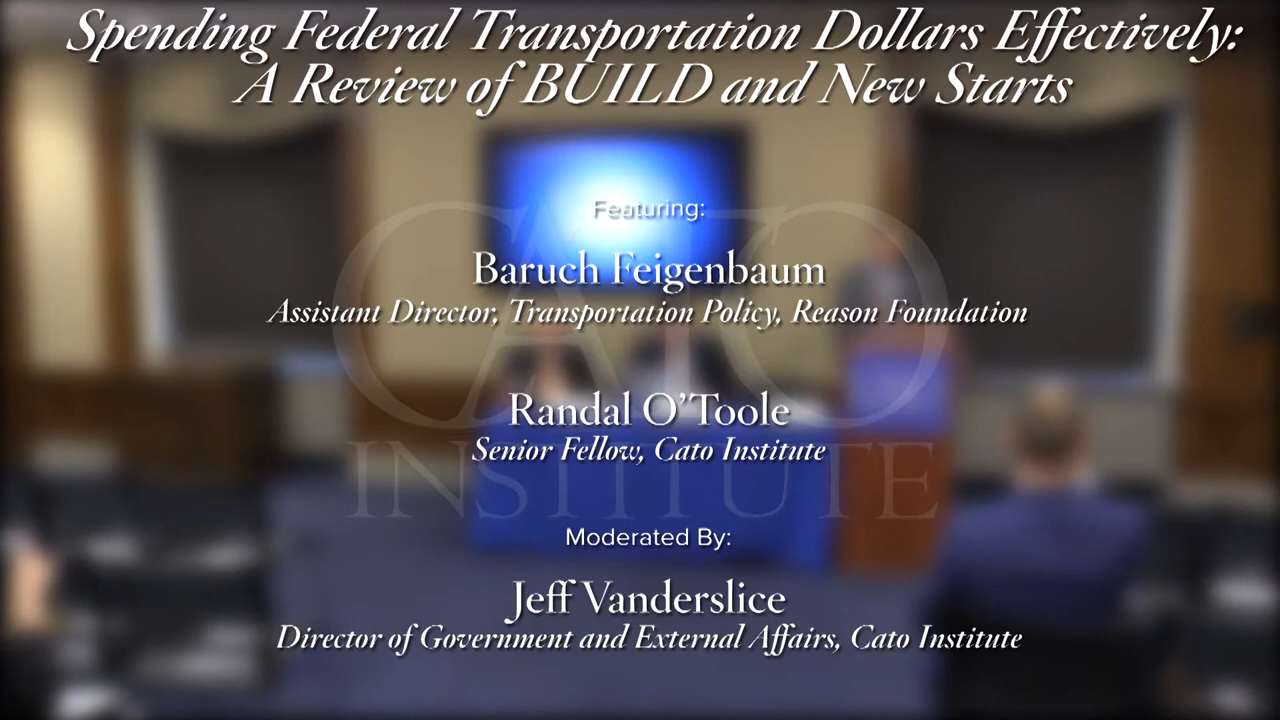 Spending Federal Transportation Dollars Effectively:
A Review of BUILD and New Starts
Featuring:
Baruch Feigenbaum
Assistant Director, Transportation Policy, Reason Foundation
Randal O'Toole
Senior Fellow, Cato Institute
Moderated By:
Jeff Vanderslice
Director of Government and External Affairs, Cato Institute
CATO
INSTITUTE